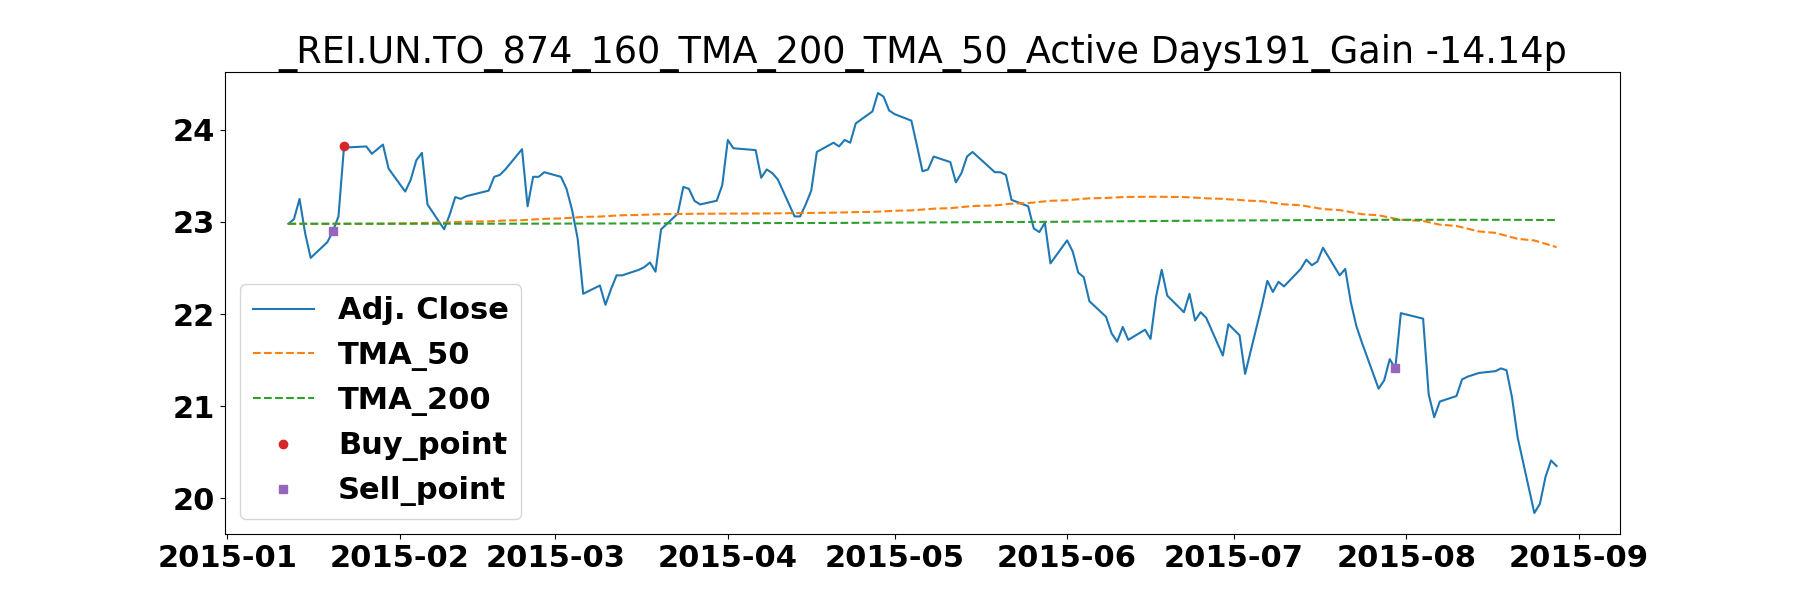 _REI.UN.TO_874_160_TMA_200_TMA_50_Active Days191_Gain -14.14p
24
23
22
21
20
Adj. Close
TMA_50
TMA_200
Buy_point
Sell_point
2015-01 2015-02 2015-03 2015-04 2015-05 2015-06 2015-07 2015-08 2015-09